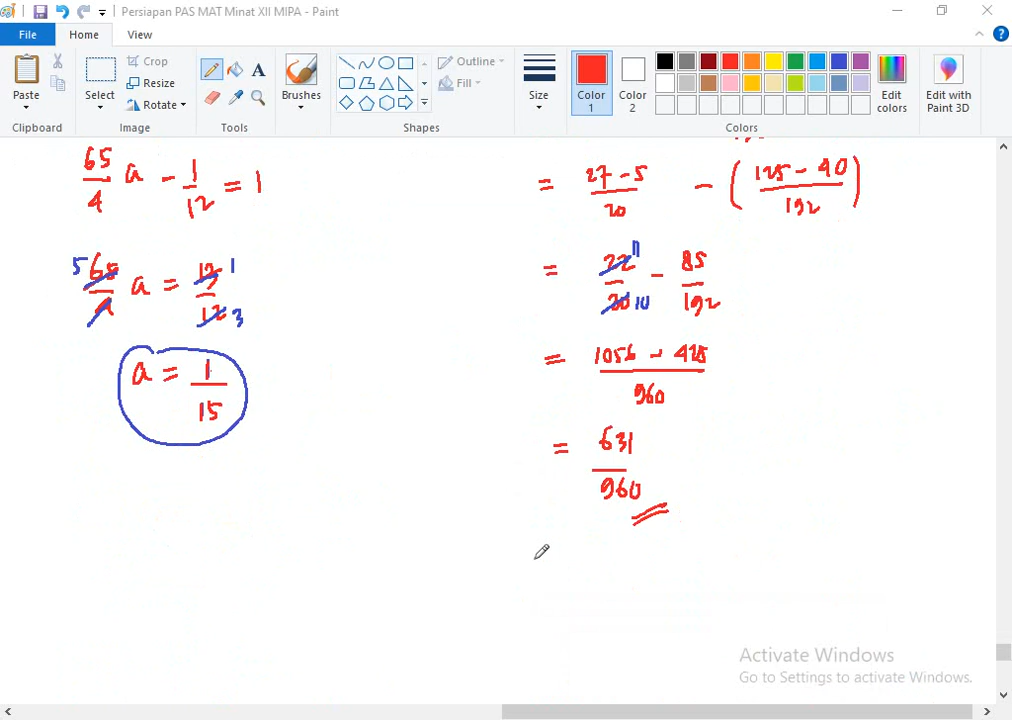 Persiapan PAS MAT Minat XII MIPA - Paint
File Home View
Paste
Clipboard
Select
Crop
Resize
Rotate
Image
Tools
Brushes
Outline
Fill
Shapes
Size
Color 1
Color 2
Edit colors
Edit with Paint 3D
Colors
65/4 a - 1/12 = 1
5 65/4 a = 13/12 1 3
a = 1/15
= 27 - 5/20 - (125 - 40/192)
= 22/20 11 10 - 85/192
= 1056 - 425/960
= 631/960
Activate Windows
Go to Settings to activate Windows.